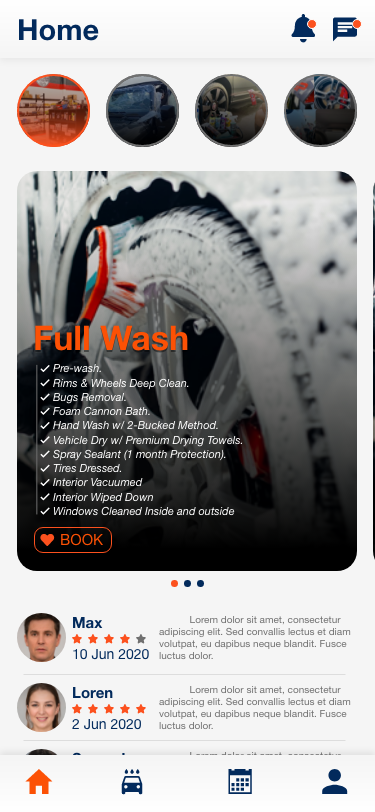 Home
Full Wash
Pre-wash.
Rims & Wheels Deep Clean.
Bugs Removal.
Foam Cannon Bath.
Hand Wash w/ 2-Bucked Method.
Vehicle Dry w/ Premium Drying Towels.
Spray Sealant (1 month Protection).
Tires Dressed.
Interior Vacuumed
Interior Wiped Down
Windows Cleaned Inside and outside
BOOK
Max
10 Jun 2020
Lorem dolor sit amet, consectetur
adipiscing elit. Sed convallis lectus et diam
volutpat, eu dapibus neque blandit. Fusce
luctus dolor.
Loren
2 Jun 2020
Lorem dolor sit amet, consectetur
adipiscing elit. Sed convallis lectus et diam
volutpat, eu dapibus neque blandit. Fusce
luctus dolor.